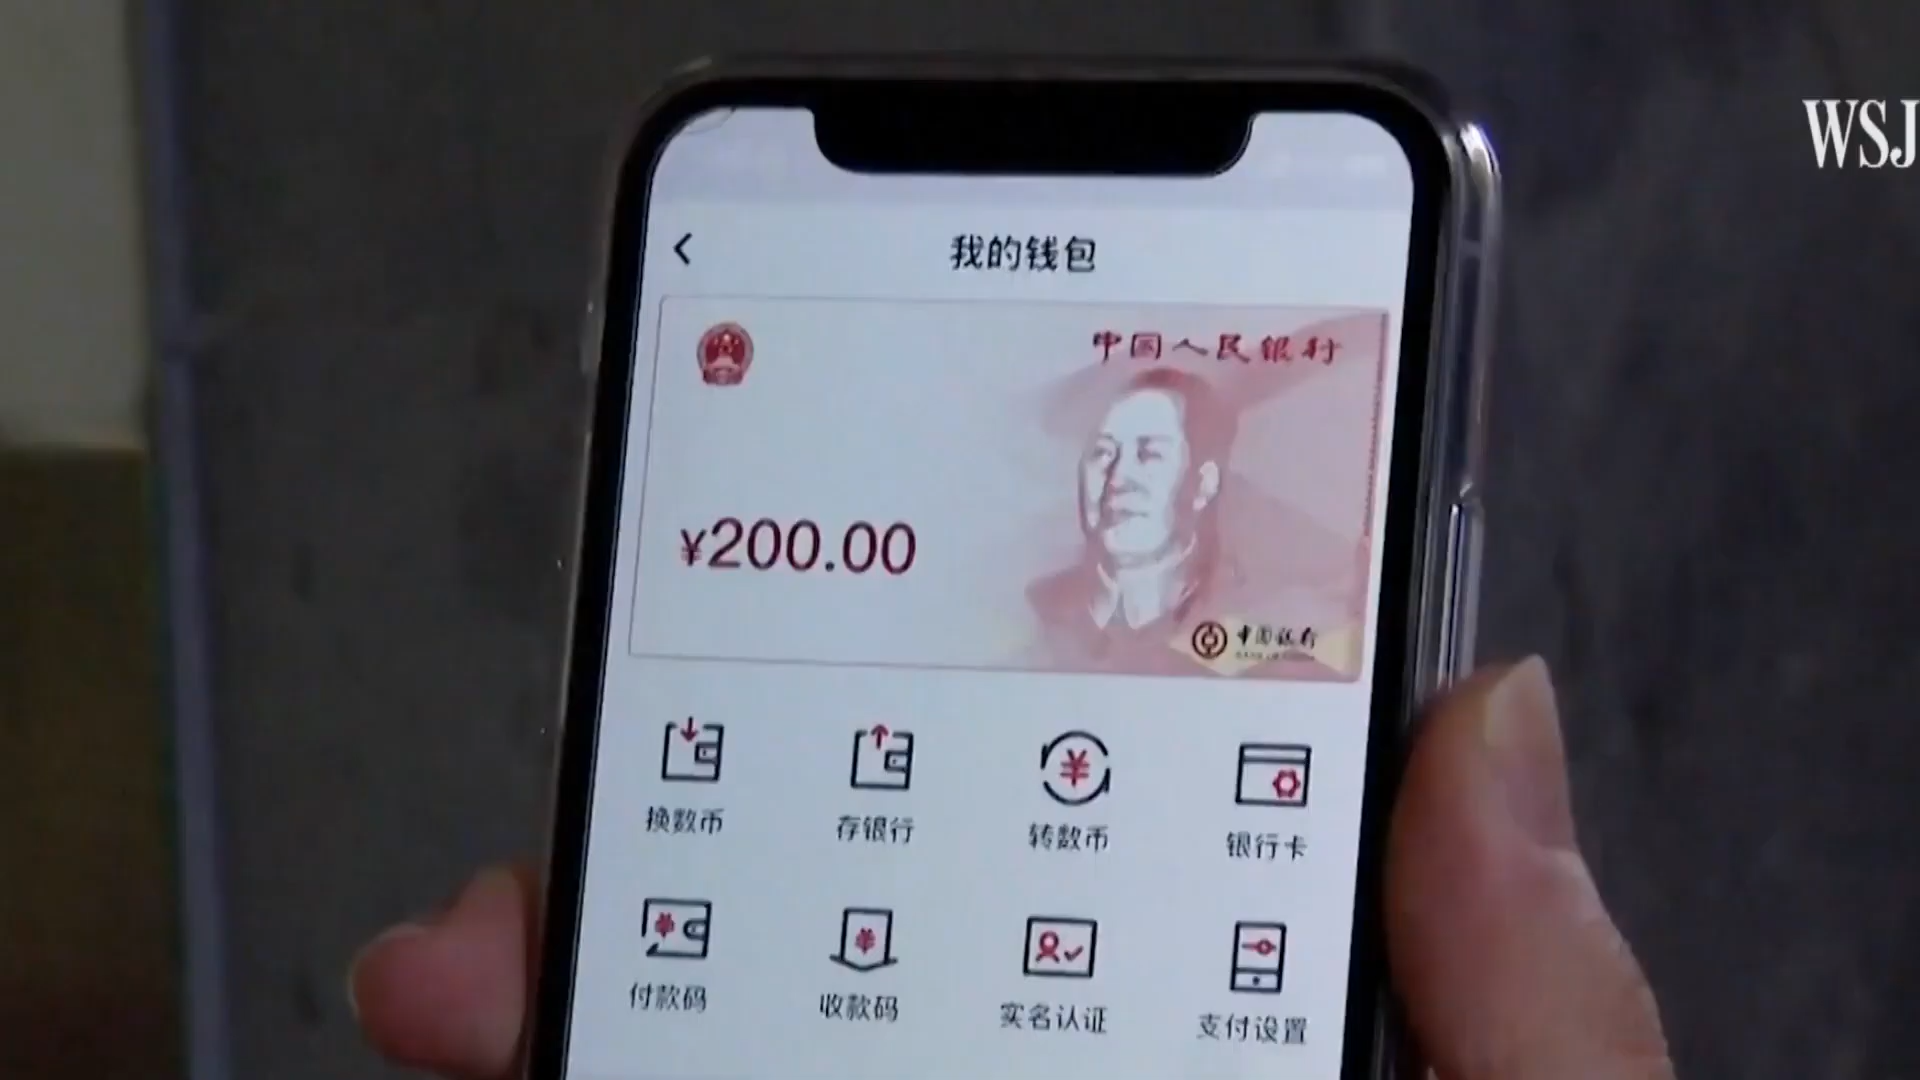 WSJ
我的钱包
中国人民银行
¥200.00
中国银行
换数币
存银行
转数币
银行卡
付款码
收款码
实名认证
支付设置